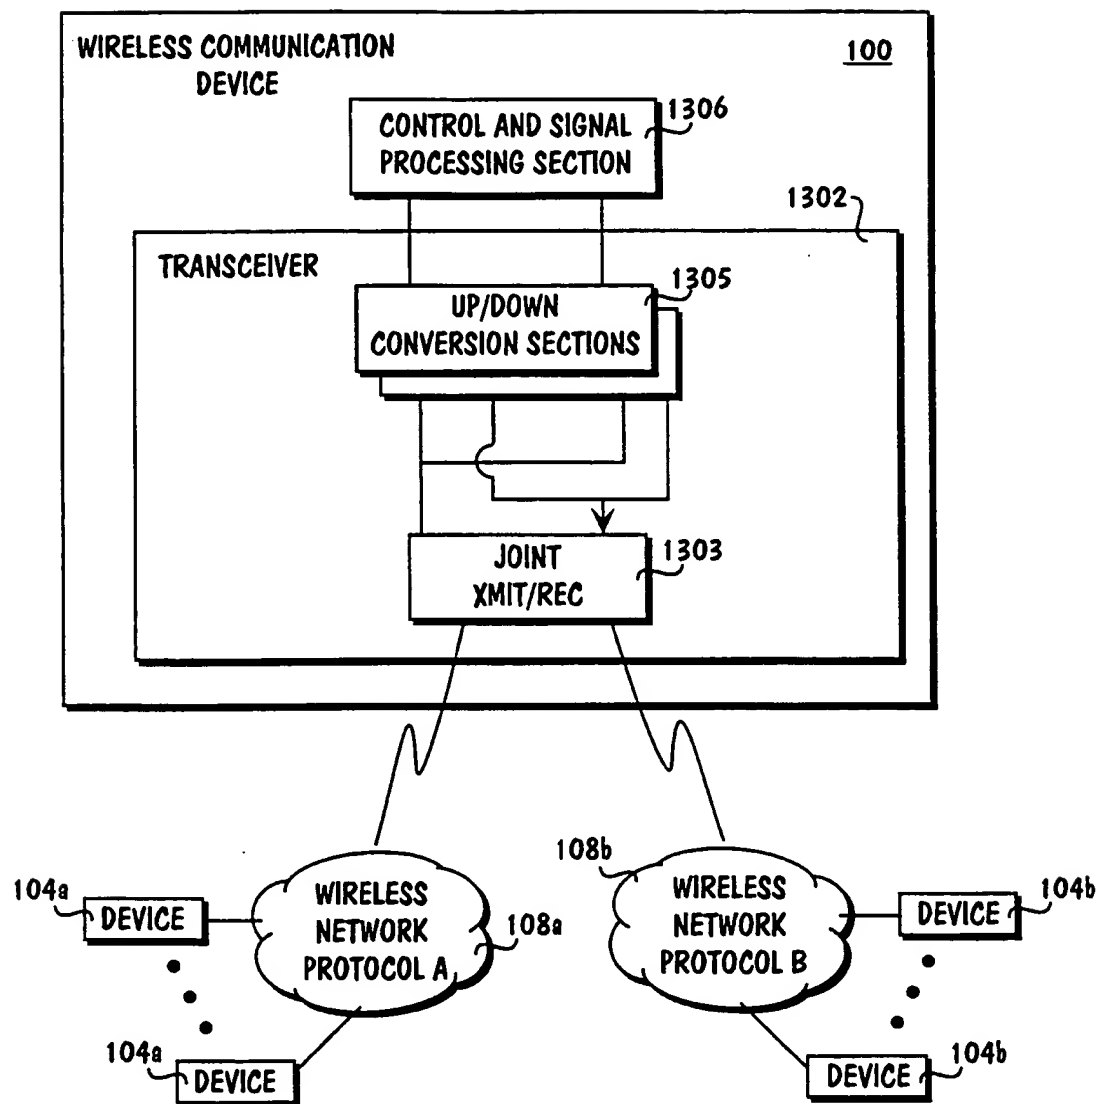 WIRELESS COMMUNICATION
DEVICE
100
CONTROL AND SIGNAL
PROCESSING SECTION
1306
1302
TRANSCEIVER
1305
UP/DOWN
CONVERSION SECTIONS
JOINT
XMIT/REC
1303
104a
DEVICE
WIRELESS
NETWORK
PROTOCOL A
108a
104a
DEVICE
108b
WIRELESS
NETWORK
PROTOCOL B
DEVICE
104b
DEVICE
104b